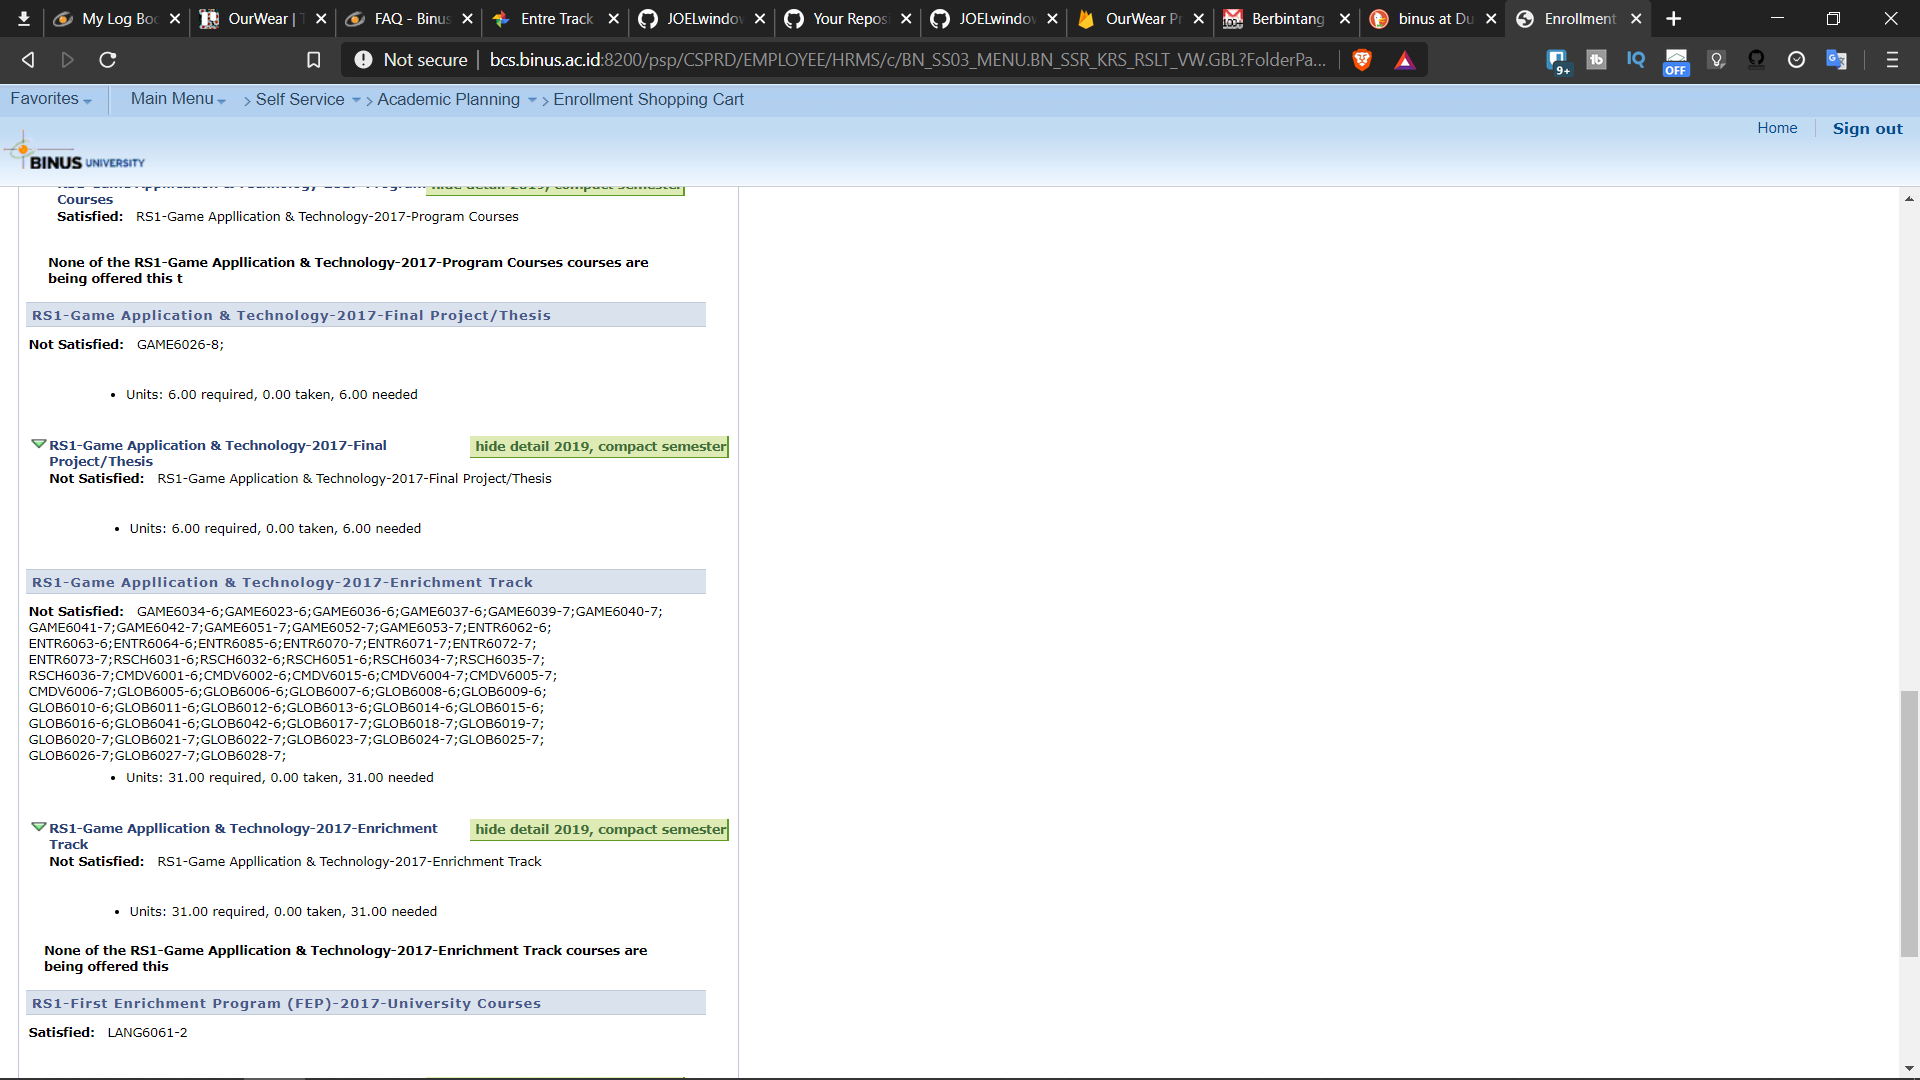 My Log Boo
OurWear | T
FAQ - Binus
Entre Track
JOELwindow
Your Reposi
JOELwindow
OurWear Pr
Berbintang
binus at Du
Enrollment
Not secure
bcs.binus.ac.id:8200/psp/CSPRD/EMPLOYEE/HRMS/c/BN_SS03_MENU.BN_SSR_KRS_RSLT_VW.GBL?FolderPa...
9+
tb
IQ
OFF
Favorites
Main Menu
Self Service
Academic Planning
Enrollment Shopping Cart
Home
Sign out
BINUS UNIVERSITY
hide detail 2019, compact semester
Courses
Satisfied: RS1-Game Appllication & Technology-2017-Program Courses
None of the RS1-Game Appllication & Technology-2017-Program Courses courses are
being offered this t
RS1-Game Application & Technology-2017-Final Project/Thesis
Not Satisfied: GAME6026-8;
• Units: 6.00 required, 0.00 taken, 6.00 needed
RS1-Game Application & Technology-2017-Final
Project/Thesis
hide detail 2019, compact semester
Not Satisfied: RS1-Game Application & Technology-2017-Final Project/Thesis
• Units: 6.00 required, 0.00 taken, 6.00 needed
RS1-Game Appllication & Technology-2017-Enrichment Track
Not Satisfied: GAME6034-6;GAME6023-6;GAME6036-6;GAME6037-6;GAME6039-7;GAME6040-7;
GAME6041-7;GAME6042-7;GAME6051-7;GAME6052-7;GAME6053-7;ENTR6062-6;
ENTR6063-6;ENTR6064-6;ENTR6085-6;ENTR6070-7;ENTR6071-7;ENTR6072-7;
ENTR6073-7;RSCH6031-6;RSCH6032-6;RSCH6051-6;RSCH6034-7;RSCH6035-7;
RSCH6036-7;CMDV6001-6;CMDV6002-6;CMDV6015-6;CMDV6004-7;CMDV6005-7;
CMDV6006-7;GLOB6005-6;GLOB6006-6;GLOB6007-6;GLOB6008-6;GLOB6009-6;
GLOB6010-6;GLOB6011-6;GLOB6012-6;GLOB6013-6;GLOB6014-6;GLOB6015-6;
GLOB6016-6;GLOB6041-6;GLOB6042-6;GLOB6017-7;GLOB6018-7;GLOB6019-7;
GLOB6020-7;GLOB6021-7;GLOB6022-7;GLOB6023-7;GLOB6024-7;GLOB6025-7;
GLOB6026-7;GLOB6027-7;GLOB6028-7;
• Units: 31.00 required, 0.00 taken, 31.00 needed
RS1-Game Appllication & Technology-2017-Enrichment
Track
hide detail 2019, compact semester
Not Satisfied: RS1-Game Appllication & Technology-2017-Enrichment Track
• Units: 31.00 required, 0.00 taken, 31.00 needed
None of the RS1-Game Appllication & Technology-2017-Enrichment Track courses are
being offered this
RS1-First Enrichment Program (FEP)-2017-University Courses
Satisfied: LANG6061-2